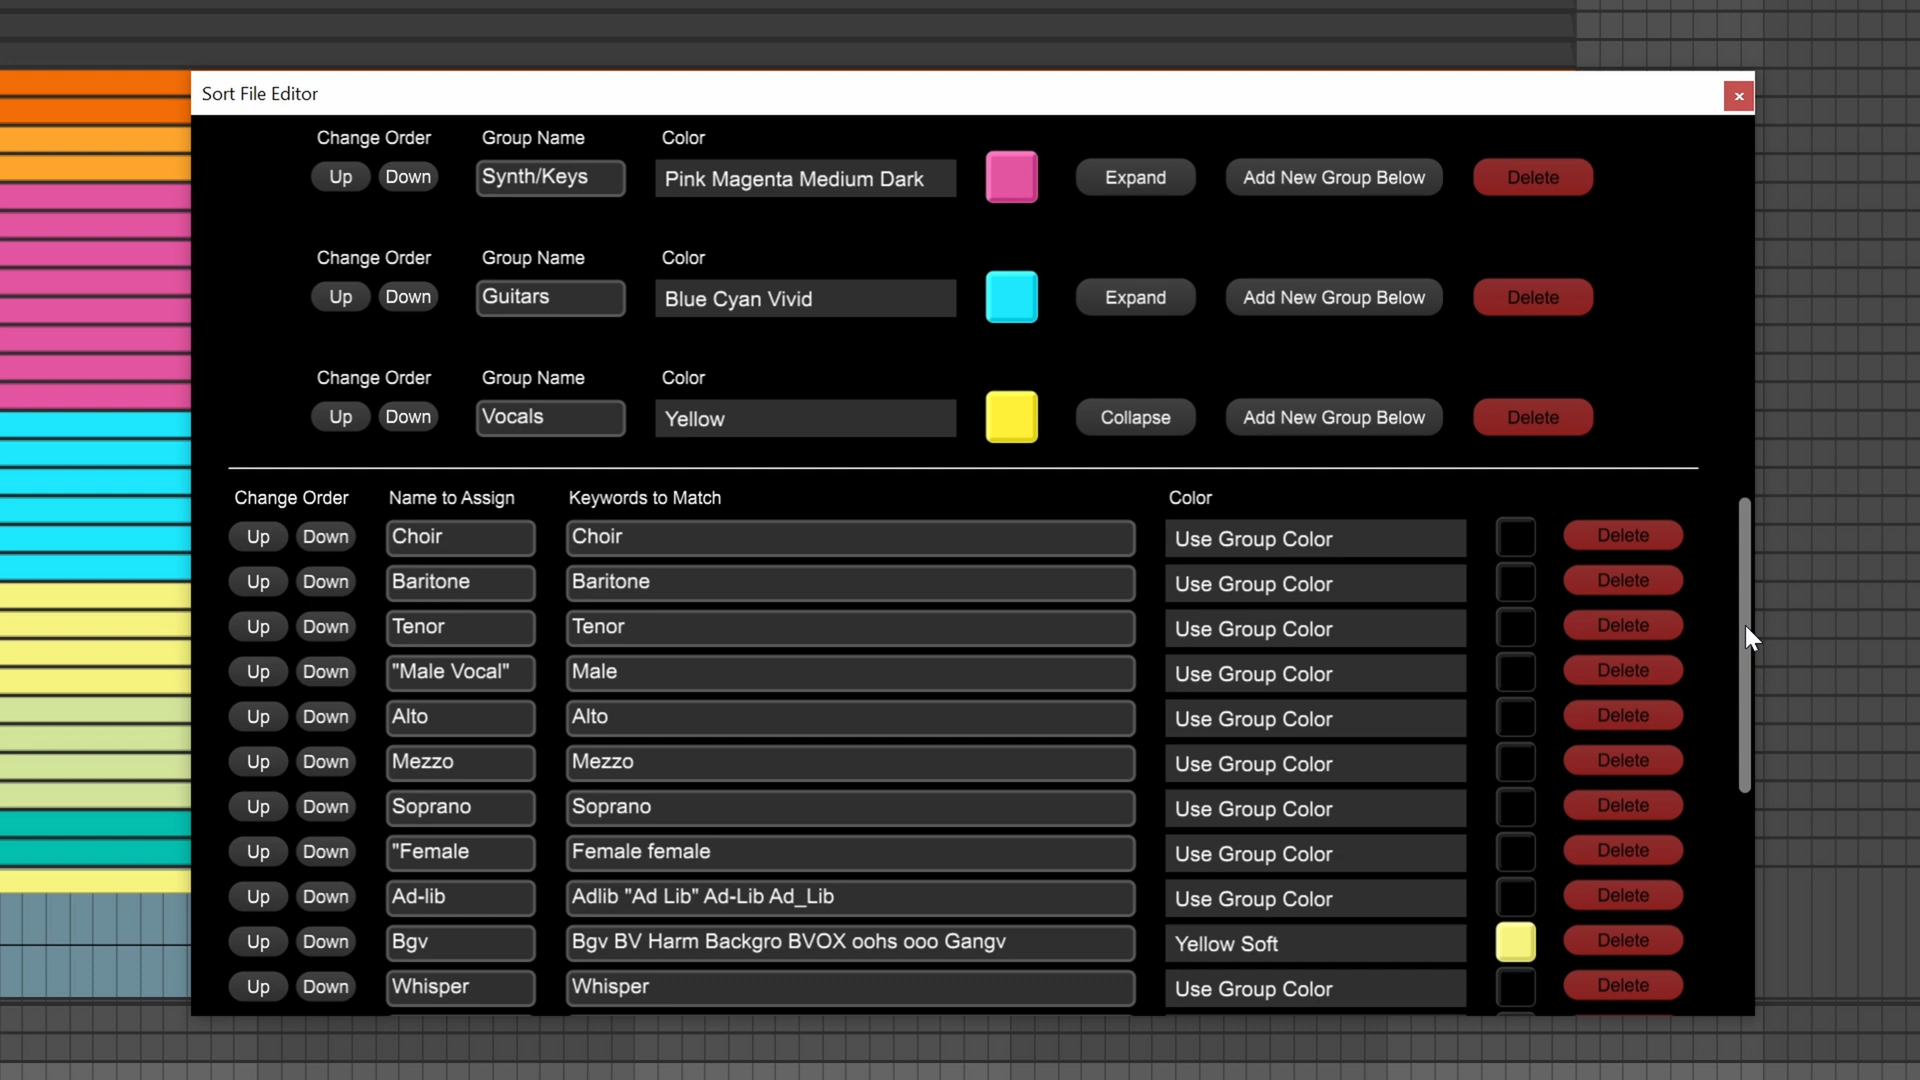 Sort File Editor
Change Order Group Name Color
Up Down Synth/Keys Pink Magenta Medium Dark Expand Add New Group Below Delete
Change Order Group Name Color
Up Down Guitars Blue Cyan Vivid Expand Add New Group Below Delete
Change Order Group Name Color
Up Down Vocals Yellow Collapse Add New Group Below Delete
Change Order Name to Assign Keywords to Match Color
Up Down Choir Choir Use Group Color Delete
Up Down Baritone Baritone Use Group Color Delete
Up Down Tenor Tenor Use Group Color Delete
Up Down "Male Vocal" Male Use Group Color Delete
Up Down Alto Alto Use Group Color Delete
Up Down Mezzo Mezzo Use Group Color Delete
Up Down Soprano Soprano Use Group Color Delete
Up Down "Female Female female Use Group Color Delete
Up Down Ad-lib Adlib "Ad Lib" Ad-Lib Ad_Lib Use Group Color Delete
Up Down Bgv Bgv BV Harm Backgro BVOX oohs ooo Gangv Yellow Soft Delete
Up Down Whisper Whisper Use Group Color Delete